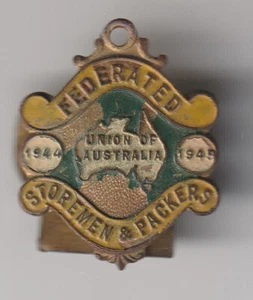 FEDERATED
UNION OF
AUSTRALIA
1944
1945
STOREMEN & PACKERS